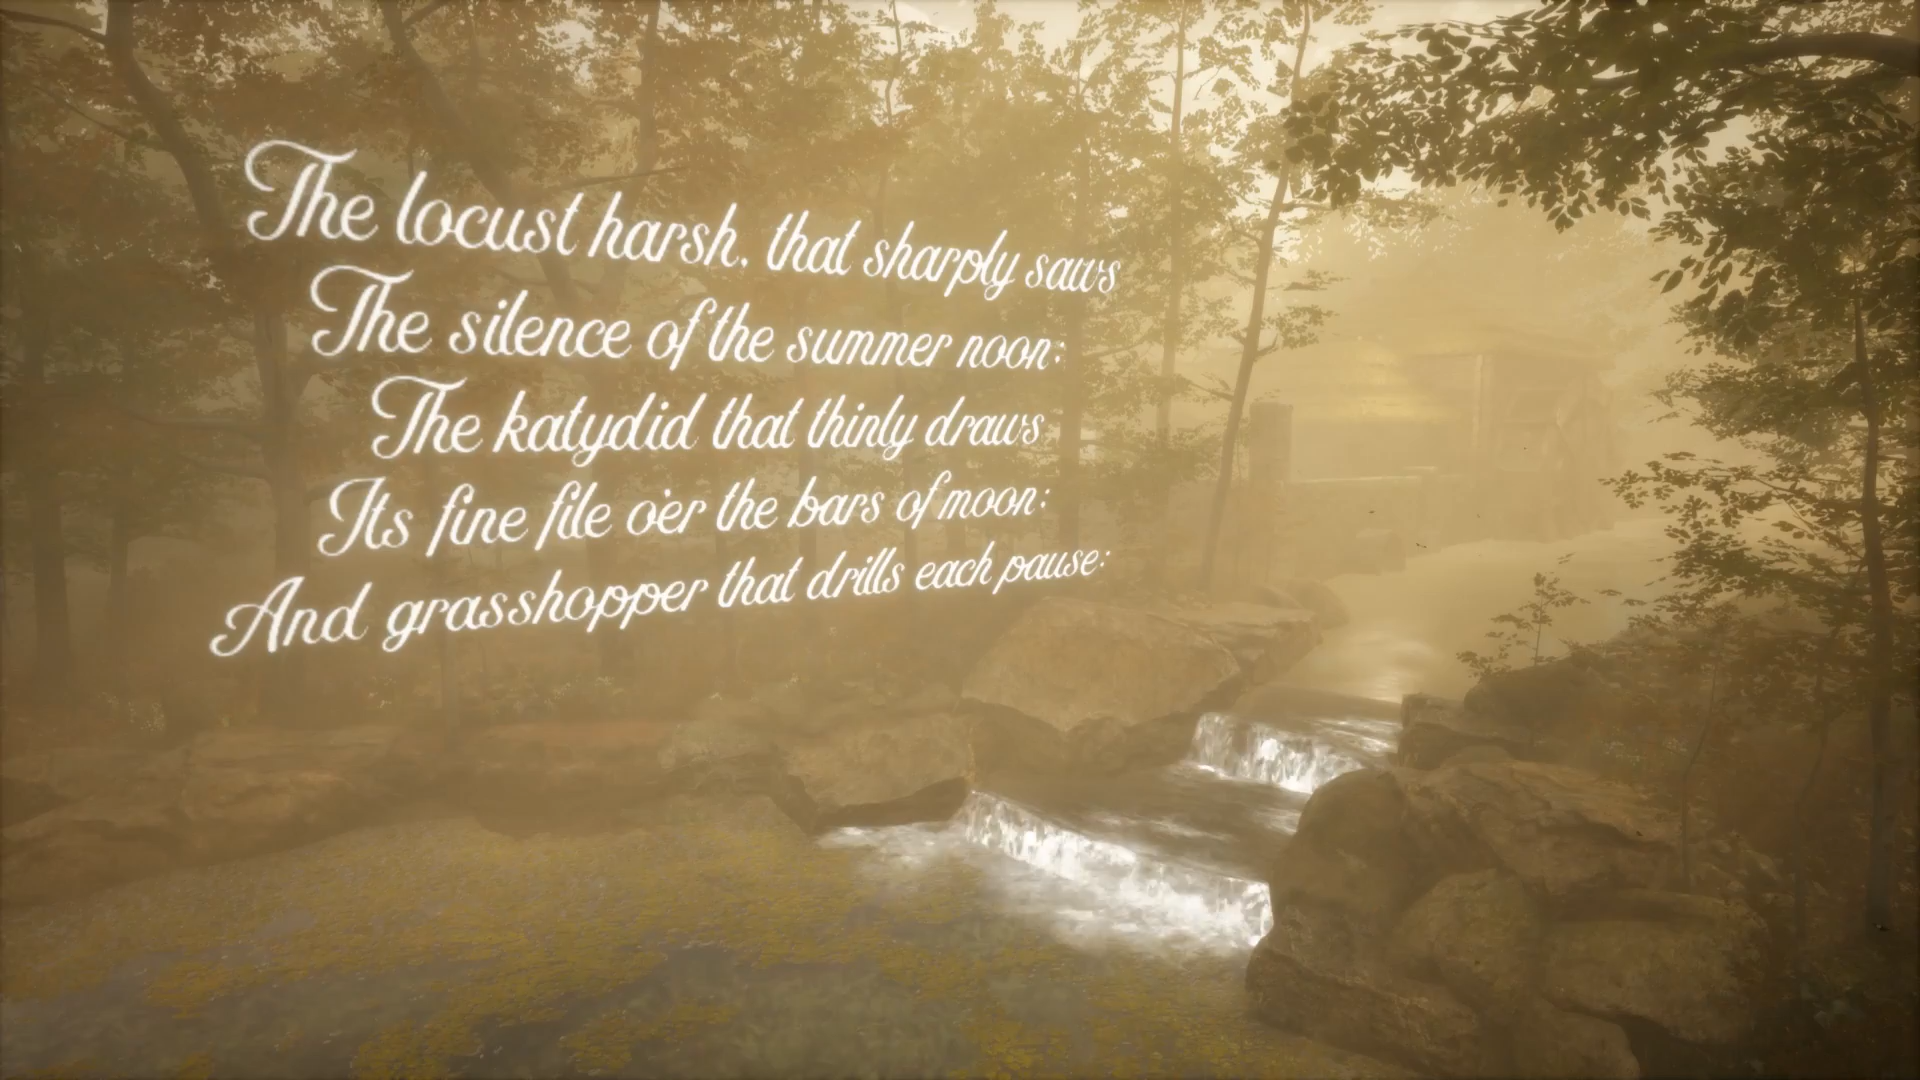 The locust harsh, that sharply saws
The silence of the summer noon;
The katydid that thinly draws
Its fine file o'er the bars of moon;
And grasshopper that drills each pause: